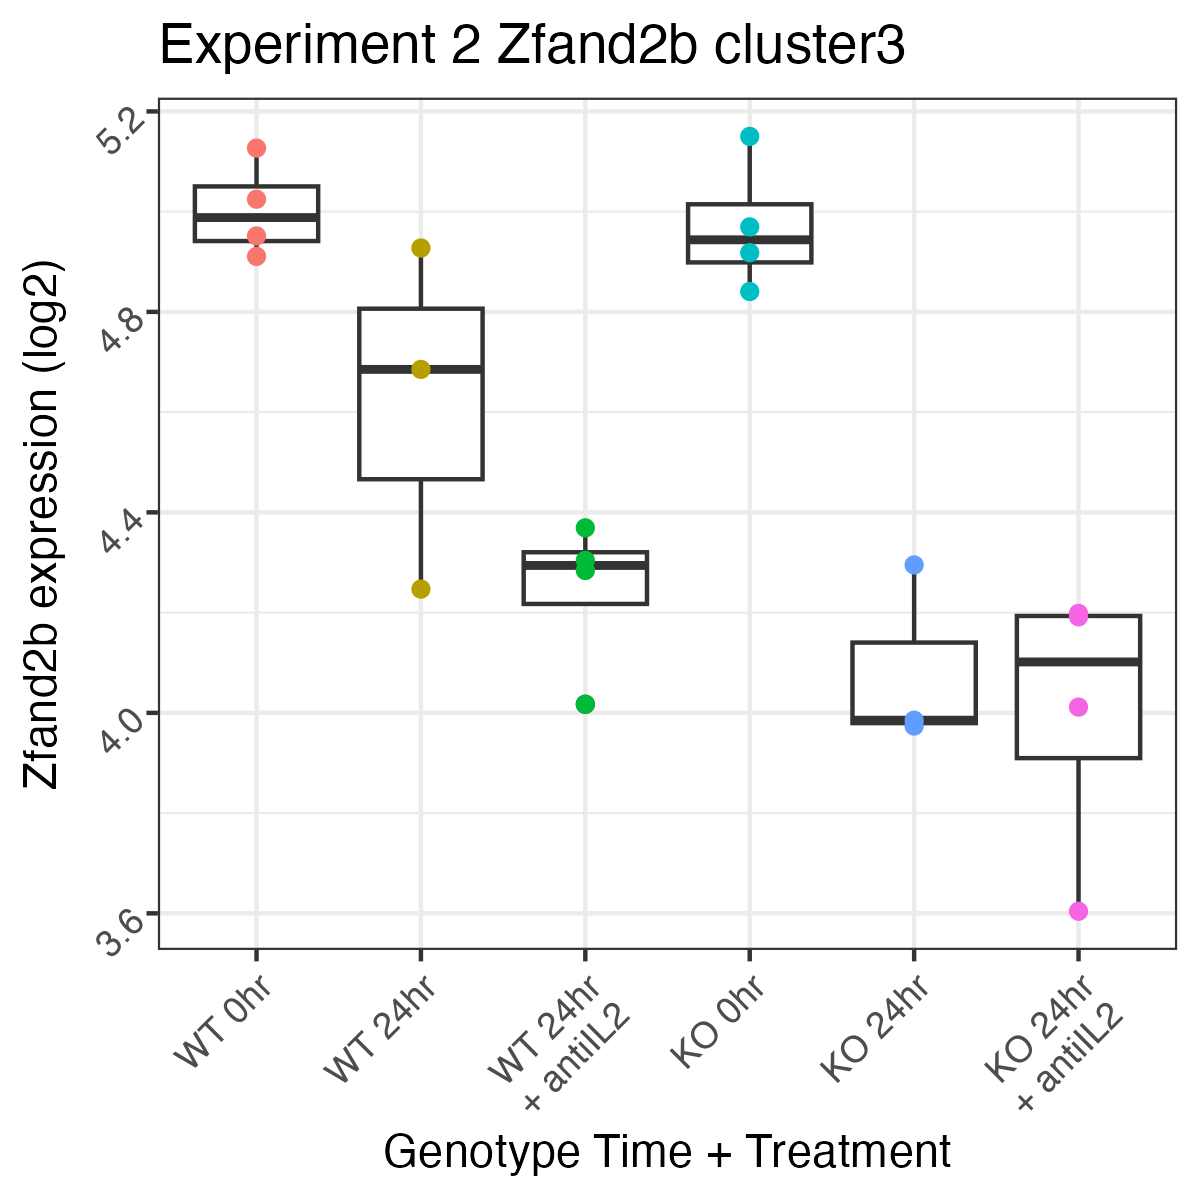 Experiment 2 Zfand2b cluster3
Zfand2b expression (log2)
5.2
4.8
4.4
4.0
3.6
WT 0hr
WT 24hr
WT 24hr
+ antiIL2
KO 0hr
KO 24hr
KO 24hr
+ antiIL2
Genotype Time + Treatment